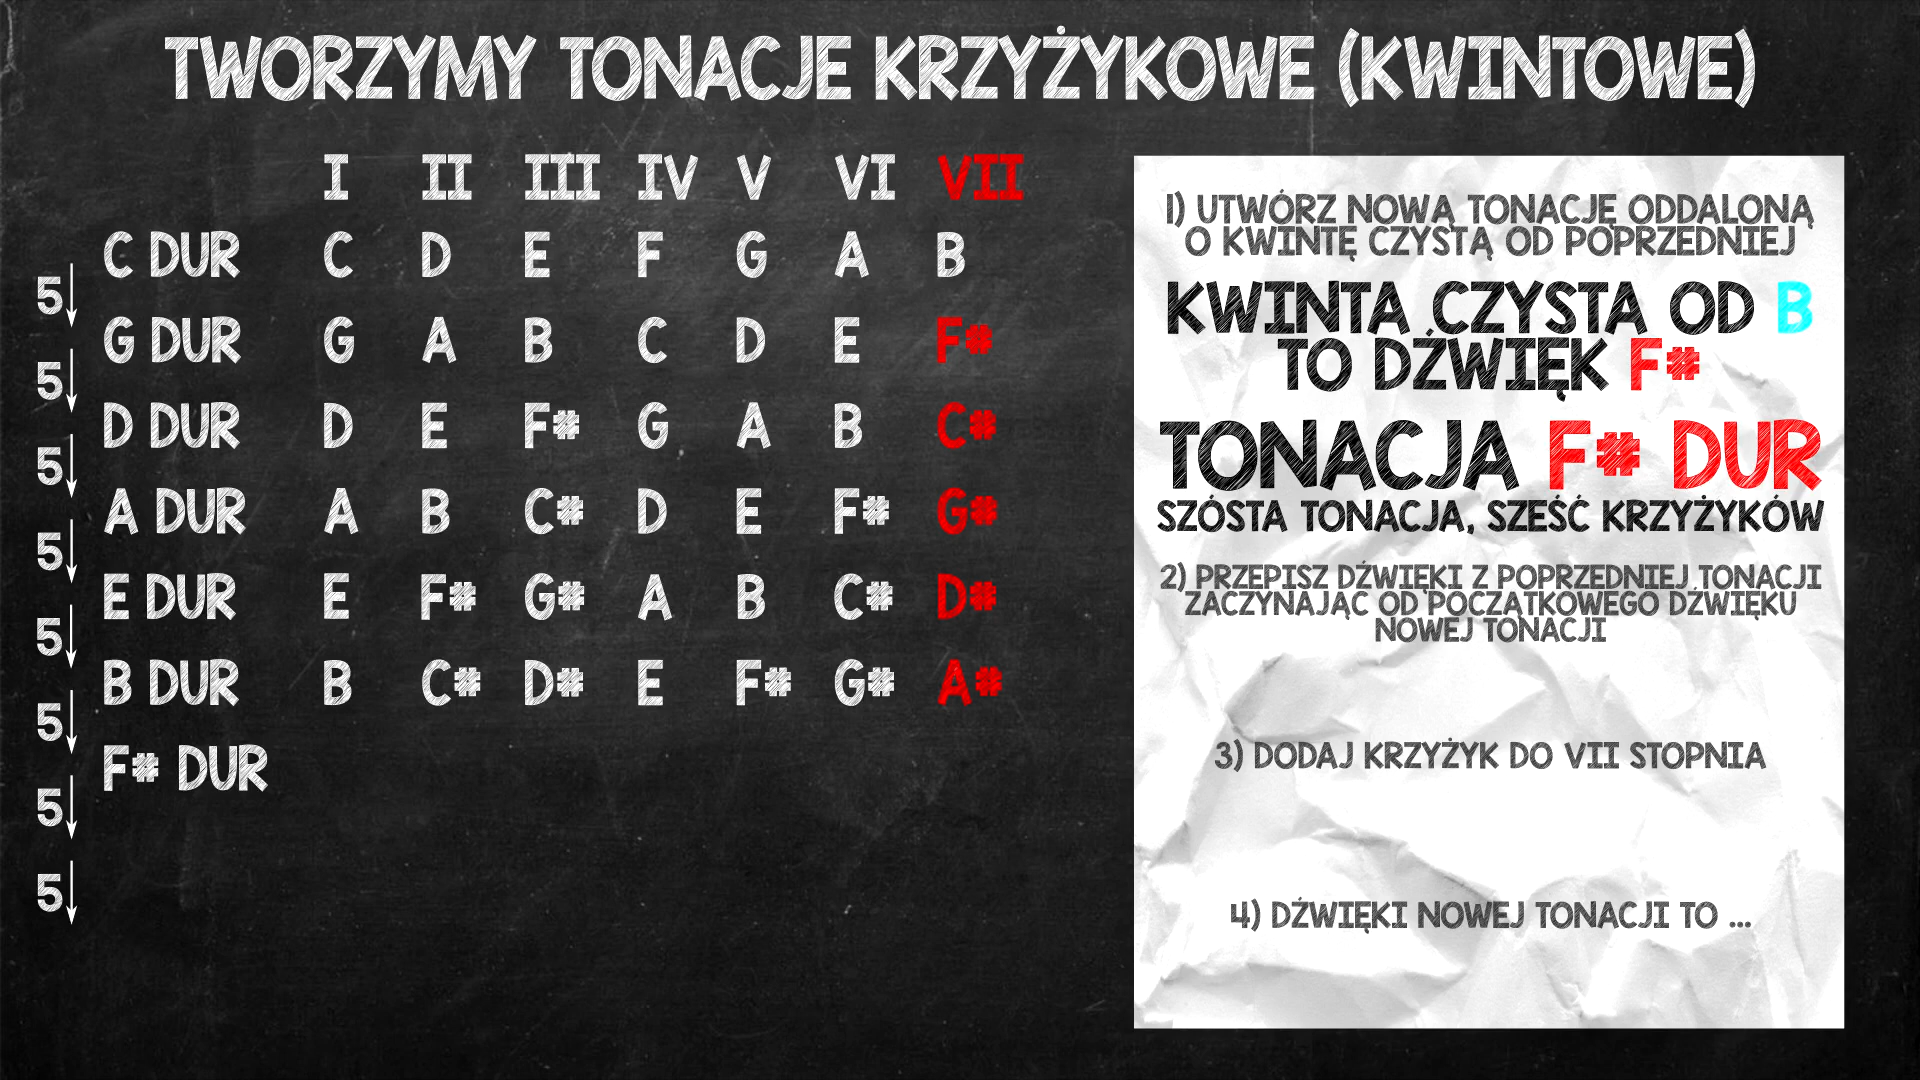 TWORZYMY TONACJE KRZYŻYKOWE (KWINTOWE)
I II III IV V VI VII
C DUR C D E F G A B
5
G DUR G A B C D E F#
5
D DUR D E F# G A B C#
5
A DUR A B C# D E F# G#
5
E DUR E F# G# A B C# D#
5
B DUR B C# D# E F# G# A#
5
F# DUR
5
5
1) UTWÓRZ NOWĄ TONACJĘ ODDALONĄ
O KWINTĘ CZYSTĄ OD POPRZEDNIEJ
KWINTA CZYSTA OD B
TO DŹWIĘK F#
TONACJA F# DUR
SZÓSTA TONACJA, SZEŚĆ KRZYŻYKÓW
2) PRZEPISZ DŹWIĘKI Z POPRZEDNIEJ TONACJI
ZACZYNAJĄC OD POCZĄTKOWEGO DŹWIĘKU
NOWEJ TONACJI
3) DODAJ KRZYŻYK DO VII STOPNIA
4) DŹWIĘKI NOWEJ TONACJI TO ...